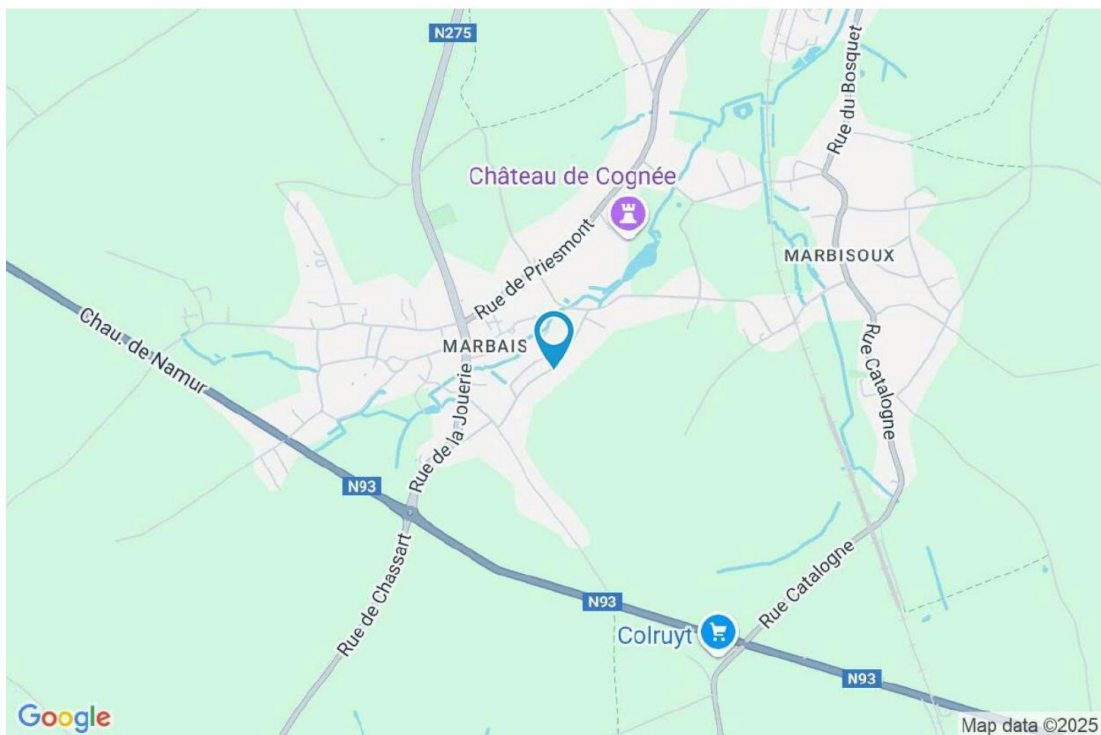 N275
Rue du Bosquet
Château de Cognée
Rue de Priesmont
MARBISOUX
Chau. de Namur
MARBAIS
Rue Catalogne
Rue de la Jouerie
N93
Rue de Chassart
N93
Rue Catalogne
Colruyt
N93
Google
Map data ©2025